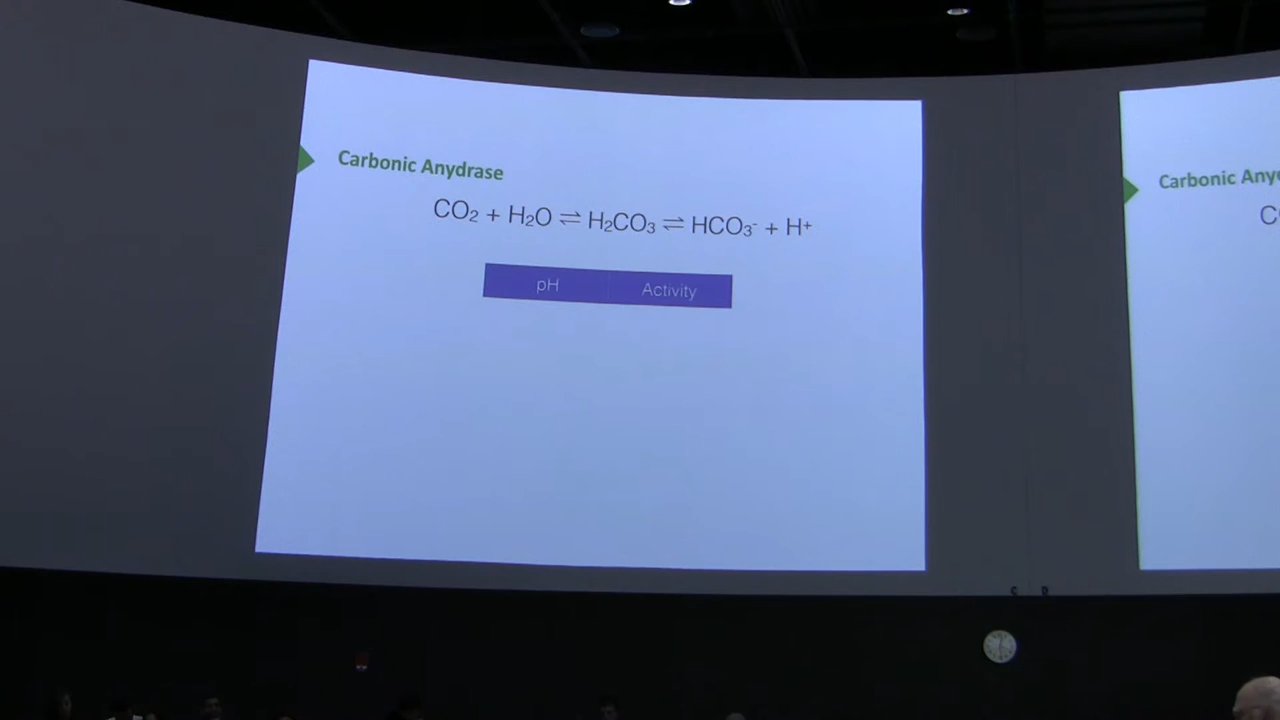 Carbonic Anydrase
CO₂ + H₂O ⇌ H₂CO₃ ⇌ HCO₃⁻ + H⁺
pH Activity
Carbonic Any
C
C D